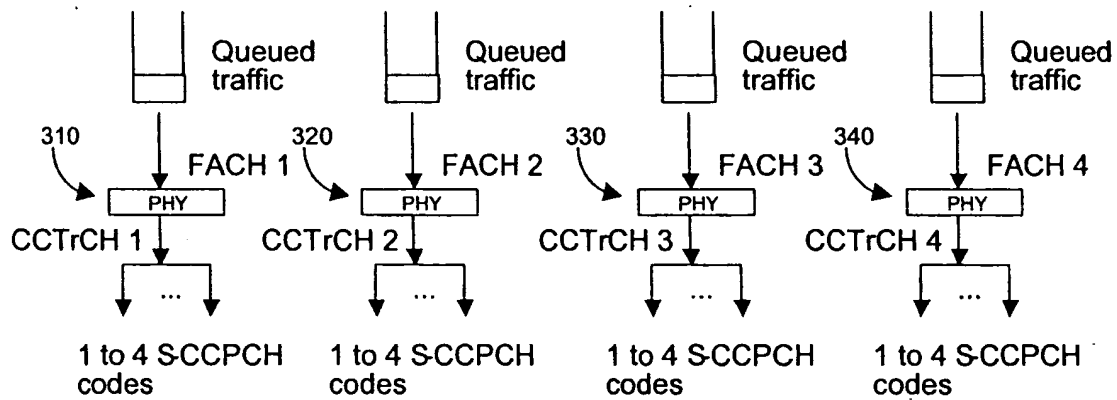 Queued traffic
Queued traffic
Queued traffic
Queued traffic
310
320
330
340
FACH 1
FACH 2
FACH 3
FACH 4
PHY
PHY
PHY
PHY
CCTrCH 1
CCTrCH 2
CCTrCH 3
CCTrCH 4
...
...
...
...
1 to 4 S-CCPCH codes
1 to 4 S-CCPCH codes
1 to 4 S-CCPCH codes
1 to 4 S-CCPCH codes